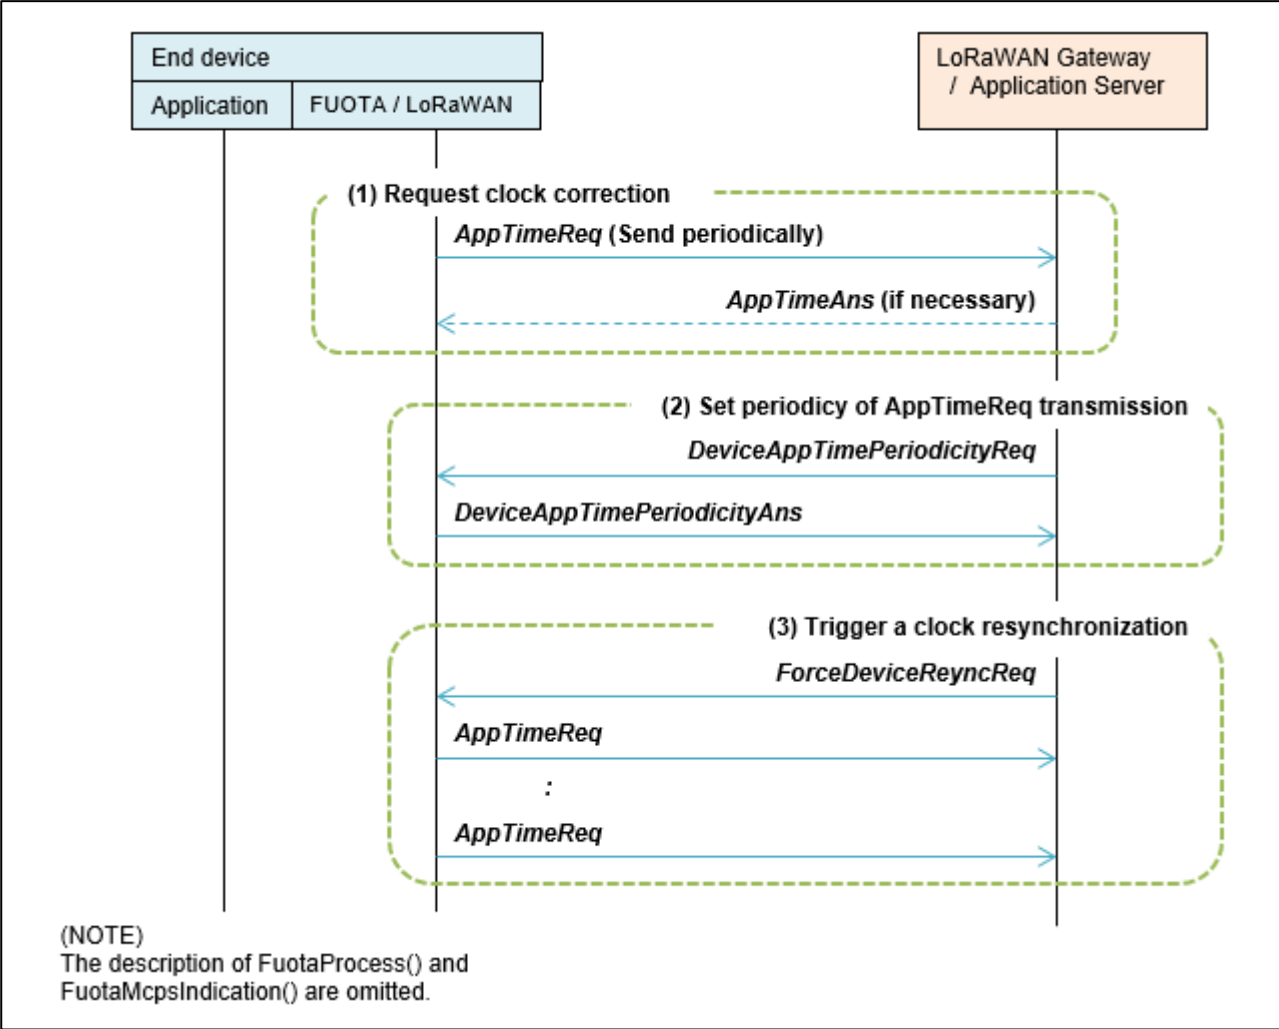 End device
Application
FUOTA / LoRaWAN
LoRaWAN Gateway
/ Application Server
(1) Request clock correction
AppTimeReq (Send periodically)
AppTimeAns (if necessary)
(2) Set periodicy of AppTimeReq transmission
DeviceAppTimePeriodicityReq
DeviceAppTimePeriodicityAns
(3) Trigger a clock resynchronization
ForceDeviceReyncReq
AppTimeReq
:
AppTimeReq
(NOTE)
The description of FuotaProcess() and
FuotaMcpsIndication() are omitted.